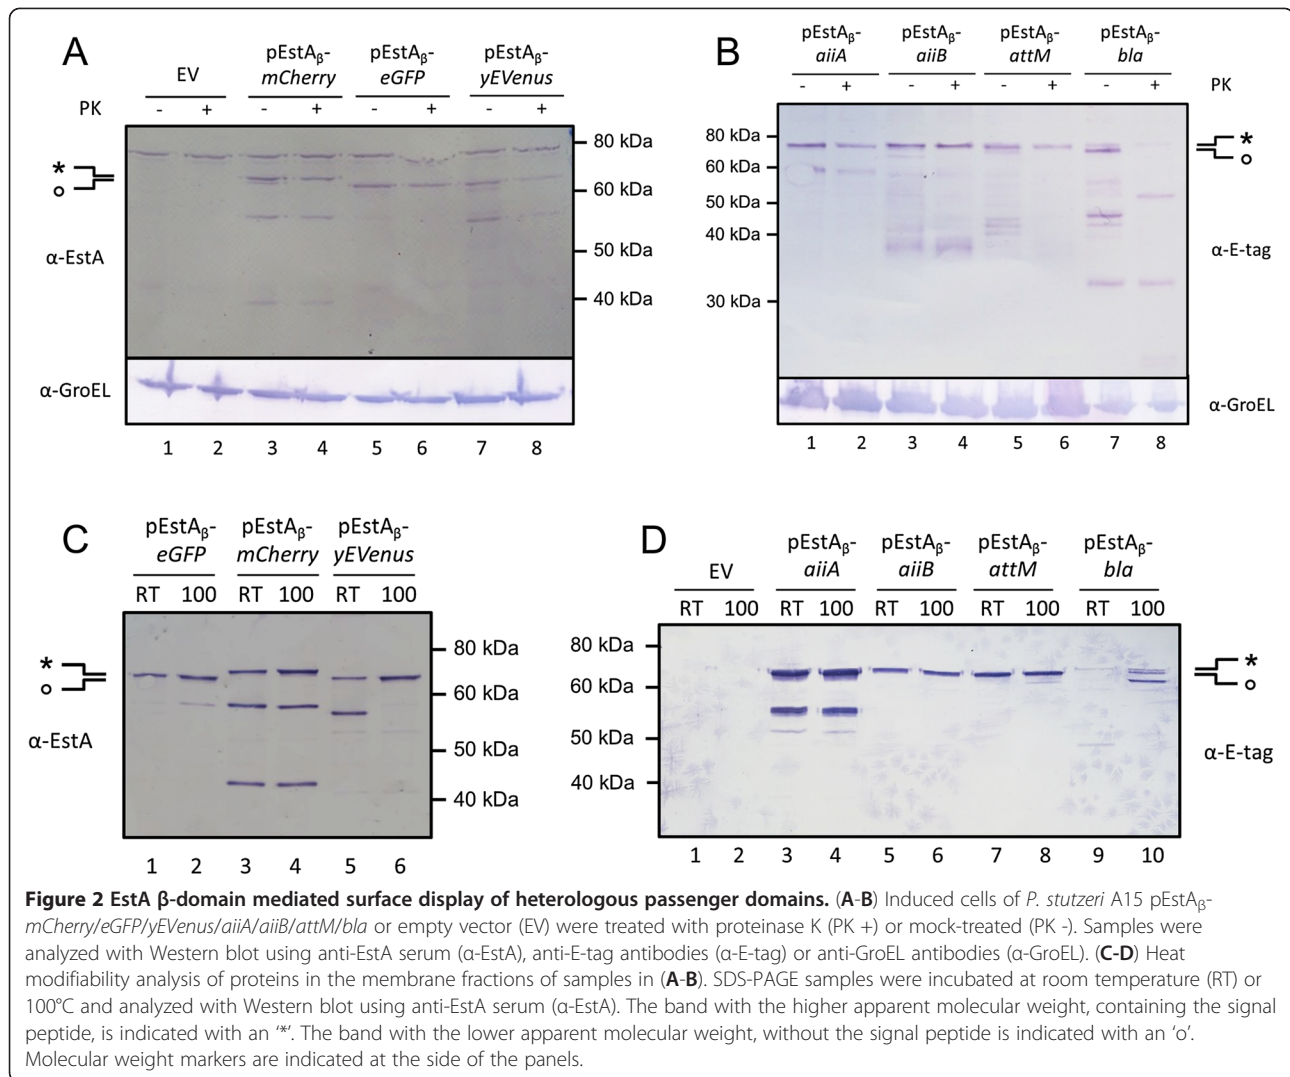 A
EV
pEstAβ-
mCherry
pEstAβ-
eGFP
pEstAβ-
yEVenus
PK - + - + - + - +
80 kDa
*
o
60 kDa
α-EstA
50 kDa
40 kDa
α-GroEL
1 2 3 4 5 6 7 8
B
pEstAβ-
aiiA
pEstAβ-
aiiB
pEstAβ-
attM
pEstAβ-
bla
- + - + - + - + PK
80 kDa
*
o
60 kDa
50 kDa
40 kDa
α-E-tag
30 kDa
α-GroEL
1 2 3 4 5 6 7 8
C
pEstAβ-
eGFP
pEstAβ-
mCherry
pEstAβ-
yEVenus
RT 100 RT 100 RT 100
80 kDa
*
o
60 kDa
α-EstA
50 kDa
40 kDa
1 2 3 4 5 6
D
EV
pEstAβ-
aiiA
pEstAβ-
aiiB
pEstAβ-
attM
pEstAβ-
bla
RT 100 RT 100 RT 100 RT 100 RT 100
80 kDa
*
o
60 kDa
50 kDa
α-E-tag
40 kDa
1 2 3 4 5 6 7 8 9 10
Figure 2 EstA β-domain mediated surface display of heterologous passenger domains. (A-B) Induced cells of P. stutzeri A15 pEstAβ-
mCherry/eGFP/yEVenus/aiiA/aiiB/attM/bla or empty vector (EV) were treated with proteinase K (PK +) or mock-treated (PK -). Samples were
analyzed with Western blot using anti-EstA serum (α-EstA), anti-E-tag antibodies (α-E-tag) or anti-GroEL antibodies (α-GroEL). (C-D) Heat
modifiability analysis of proteins in the membrane fractions of samples in (A-B). SDS-PAGE samples were incubated at room temperature (RT) or
100°C and analyzed with Western blot using anti-EstA serum (α-EstA). The band with the higher apparent molecular weight, containing the signal
peptide, is indicated with an ‘*’. The band with the lower apparent molecular weight, without the signal peptide is indicated with an ‘o’.
Molecular weight markers are indicated at the side of the panels.